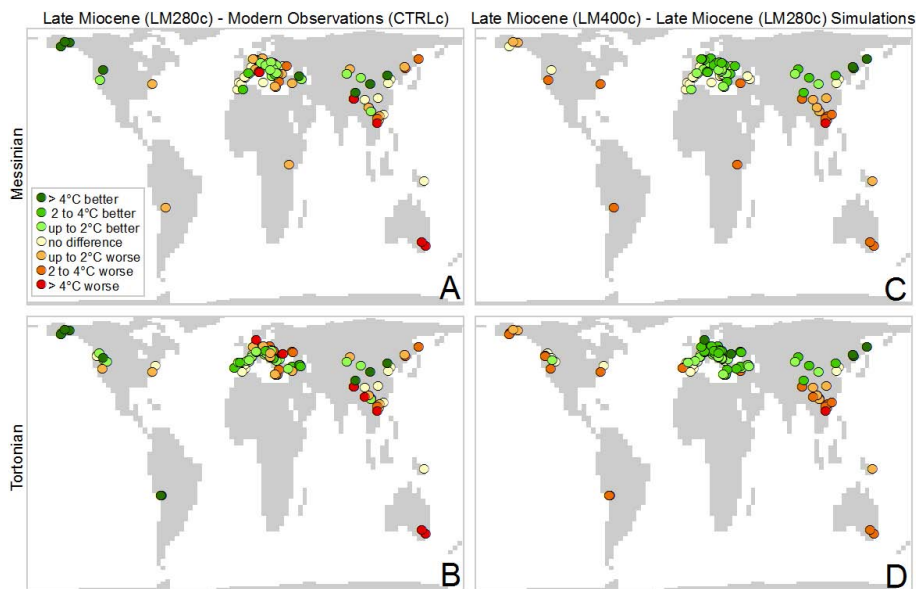 Late Miocene (LM280c) - Modern Observations (CTRLc)
Late Miocene (LM400c) - Late Miocene (LM280c) Simulations
Messinian
> 4°C better
2 to 4°C better
up to 2°C better
no difference
up to 2°C worse
2 to 4°C worse
> 4°C worse
A
C
Tortonian
B
D